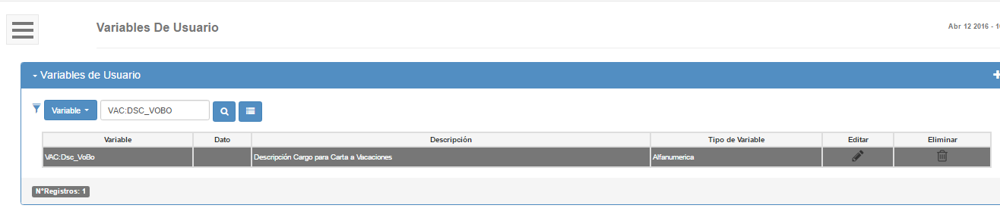 Variables De Usuario
Abr 12 2016 - 1
Variables de Usuario
Variable VAC:DSC_VOBO
Variable Dato Descripción Tipo de Variable Editar Eliminar
VAC:Dsc_VoBo Descripción Cargo para Carta a Vacaciones Alfanumerica
N°Registros: 1